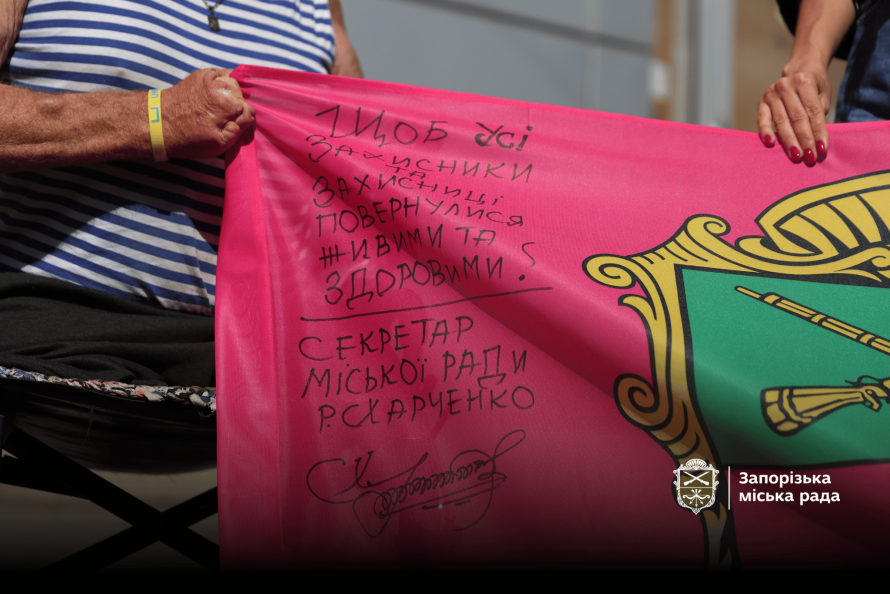 Щоб Усі
Захисники
та
Захисниці
повернулися
живими та
здоровими!
Секретар
міської ради
Р.О. Харченко
Запорізька
міська рада